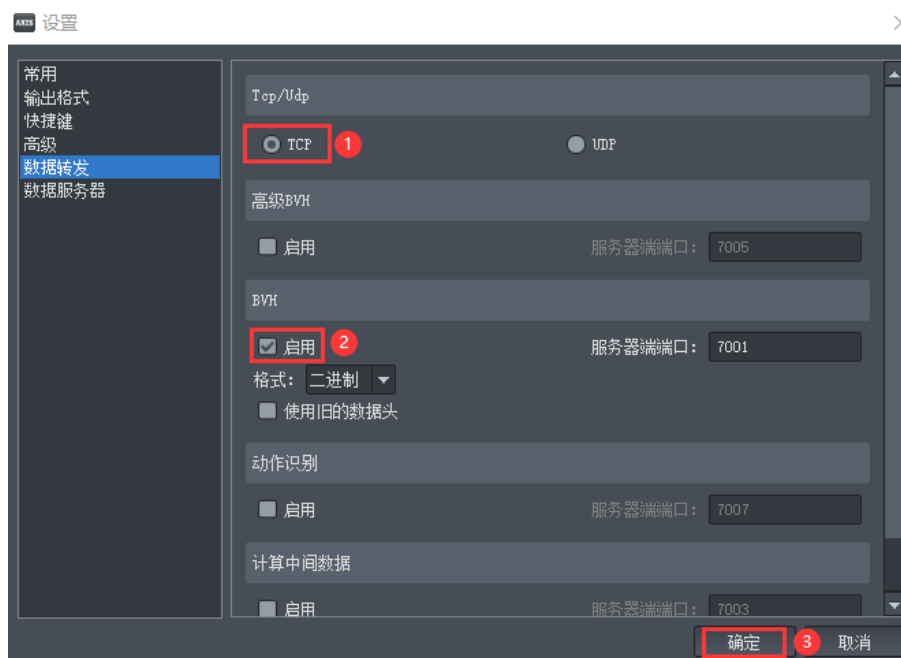 AXIS 设置
常用
输出格式
快捷键
高级
数据转发
数据服务器
Tcp/Udp
TCP 1 UDP
高级BVH
启用 服务器端端口: 7005
BVH
启用 2 服务器端端口: 7001
格式: 二进制
使用旧的数据头
动作识别
启用 服务器端端口: 7007
计算中间数据
启用 服务器端端口: 7003
确定 3 取消